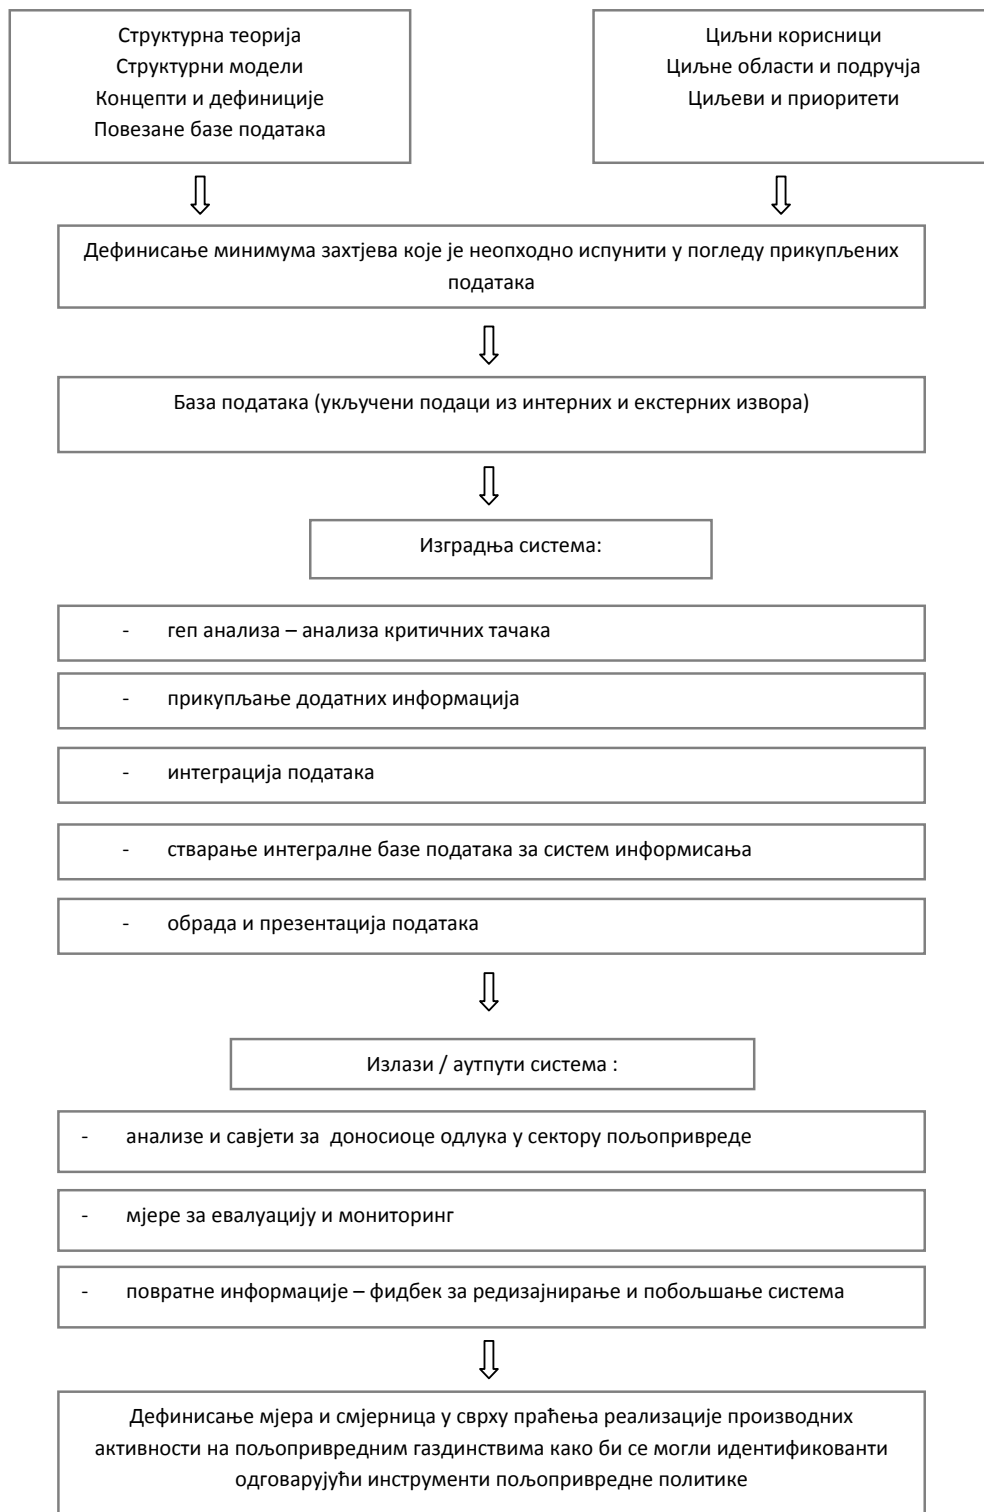 Структурна теорија
Структурни модели
Концепти и дефиниције
Повезане базе података
Циљни корисници
Циљне области и подручја
Циљеви и приоритети
Дефинисање минимума захтјева које је неопходно испунити у погледу прикупљених
података
База података (укључени подаци из интерних и екстерних извора)
Изградња система:
- геп анализа – анализа критичних тачака
- прикупљање додатних информација
- интеграција података
- стварање интегралне базе података за систем информисања
- обрада и презентација података
Излази / аутпути система :
- анализе и савјети за доносиоце одлука у сектору пољопривреде
- мјере за евалуацију и мониторинг
- повратне информације – фидбек за редизајнирање и побољшање система
Дефинисање мјера и смјерница у сврху праћења реализације производних
активности на пољопривредним газдинствима како би се могли идентификованти
одговарујући инструменти пољопривредне политике